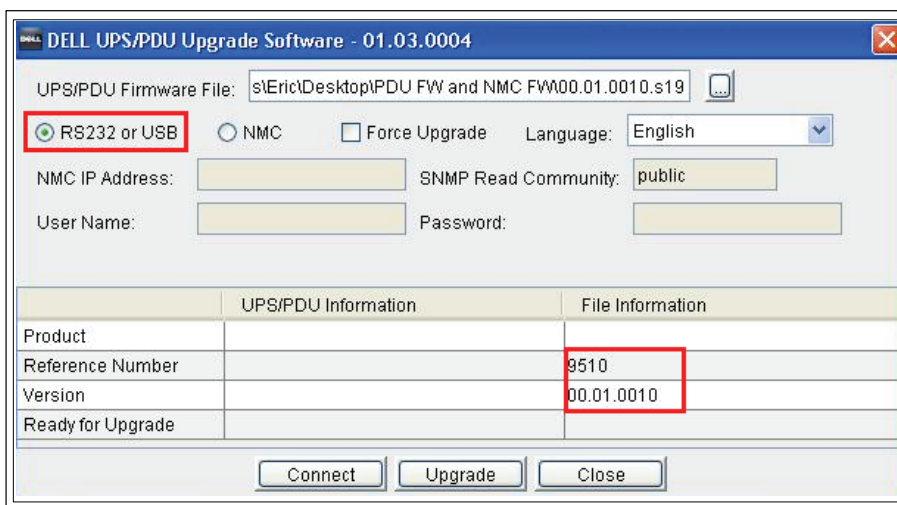 DELL DELL UPS/PDU Upgrade Software - 01.03.0004
UPS/PDU Firmware File: s\Eric\Desktop\PDU FW and NMC FW\00.01.0010.s19 ...
RS232 or USB NMC Force Upgrade Language: English
NMC IP Address: SNMP Read Community: public
User Name: Password:
UPS/PDU Information File Information
Product
Reference Number 9510
Version 00.01.0010
Ready for Upgrade
Connect Upgrade Close